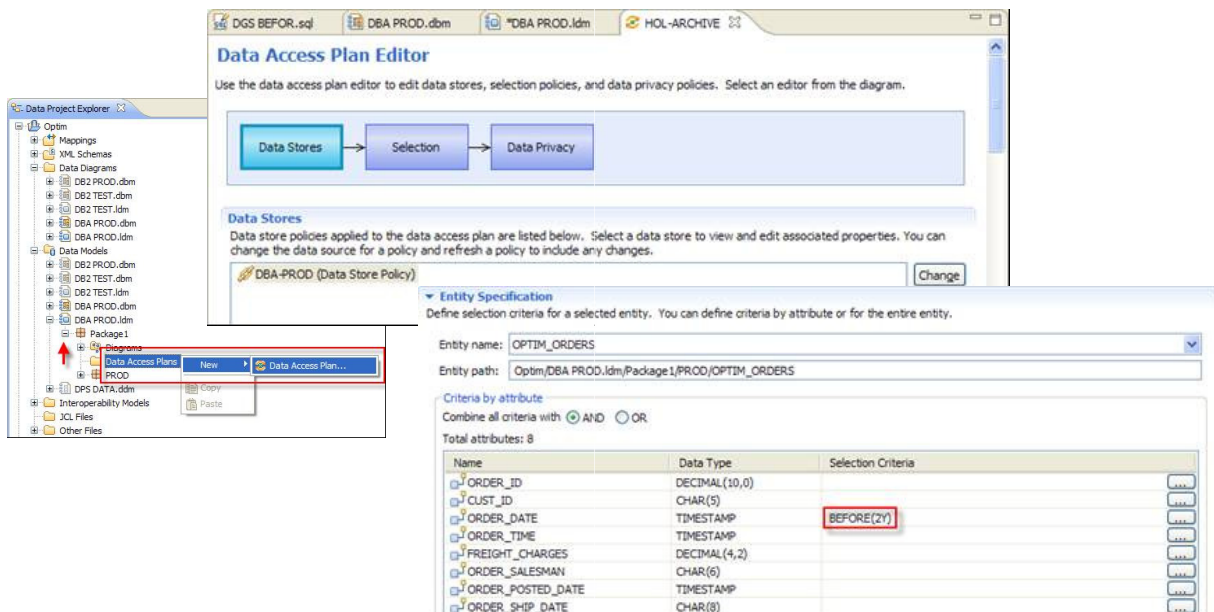 DGS BEFOR.sql DBA PROD.dbm *DBA PROD.ldm HOL-ARCHIVE
Data Access Plan Editor
Use the data access plan editor to edit data stores, selection policies, and data privacy policies. Select an editor from the diagram.
Data Stores Selection Data Privacy
Data Stores
Data store policies applied to the data access plan are listed below. Select a data store to view and edit associated properties. You can
change the data source for a policy and refresh a policy to include any changes.
DBA-PROD (Data Store Policy) Change
Data Project Explorer
Optim
Mappings
XML Schemas
Data Diagrams
DB2 PROD.dbm
DB2 TEST.dbm
DB2 TEST.ldm
DBA PROD.dbm
DBA PROD.ldm
Data Models
DB2 PROD.dbm
DB2 TEST.dbm
DB2 TEST.ldm
DBA PROD.dbm
DBA PROD.ldm
Package1
Diagrams
Data Access Plans New Data Access Plan...
PROD Copy
DPS DATA.ddm Paste
Interoperability Models
JCL Files
Other Files
Entity Specification
Define selection criteria for a selected entity. You can define criteria by attribute or for the entire entity.
Entity name: OPTIM_ORDERS
Entity path: Optim/DBA PROD.ldm/Package1/PROD/OPTIM_ORDERS
Criteria by attribute
Combine all criteria with AND OR
Total attributes: 8
Name Data Type Selection Criteria
ORDER_ID DECIMAL(10,0) ...
CUST_ID CHAR(5) ...
ORDER_DATE TIMESTAMP BEFORE(2Y) ...
ORDER_TIME TIMESTAMP ...
FREIGHT_CHARGES DECIMAL(4,2) ...
ORDER_SALESMAN CHAR(6) ...
ORDER_POSTED_DATE TIMESTAMP ...
ORDER_SHIP_DATE CHAR(8) ...